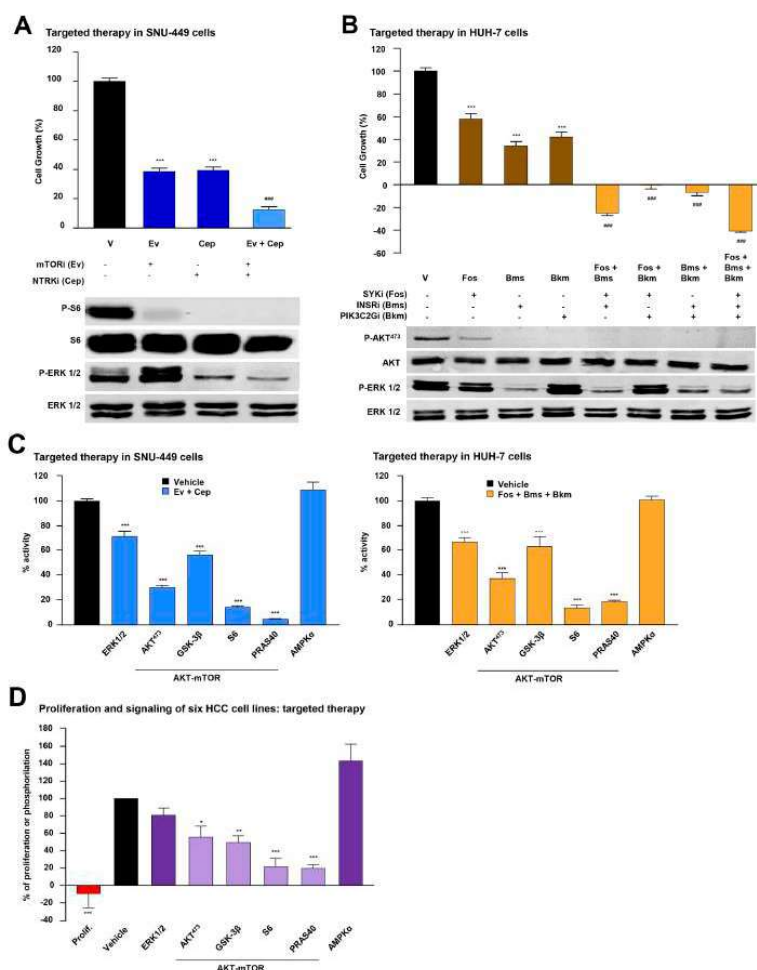 A
Targeted therapy in SNU-449 cells
120
100
80
60
40
20
0
Cell Growth (%)
***
***
###
V Ev Cep Ev + Cep
mTORi (Ev) - + - +
NTRKi (Cep) - - + +
P-S6
S6
P-ERK 1/2
ERK 1/2
B
Targeted therapy in HUH-7 cells
120
100
80
60
40
20
0
-20
-40
-60
Cell Growth (%)
***
***
***
###
###
###
###
V Fos Bms Bkm Fos + Bms Fos + Bkm Bms + Bkm Fos + Bms + Bkm
SYKi (Fos) - + - - + + - +
INSRi (Bms) - - + - + - + +
PIK3C2Gi (Bkm) - - - + - + + +
P-AKT473
AKT
P-ERK 1/2
ERK 1/2
C
Targeted therapy in SNU-449 cells
120
100
80
60
40
20
0
% activity
Vehicle
Ev + Cep
***
***
***
***
***
ERK1/2 AKT473 GSK-3β S6 PRAS40 AMPKα
AKT-mTOR
Targeted therapy in HUH-7 cells
120
100
80
60
40
20
0
% activity
Vehicle
Fos + Bms + Bkm
***
***
***
***
***
ERK1/2 AKT473 GSK-3β S6 PRAS40 AMPKα
AKT-mTOR
D
Proliferation and signaling of six HCC cell lines: targeted therapy
180
140
120
100
80
60
40
20
0
-20
-40
% of proliferation or phosphorilation
***
*
**
***
***
Prolif. Vehicle ERK1/2 AKT473 GSK-3β S6 PRAS40 AMPKα
AKT-mTOR